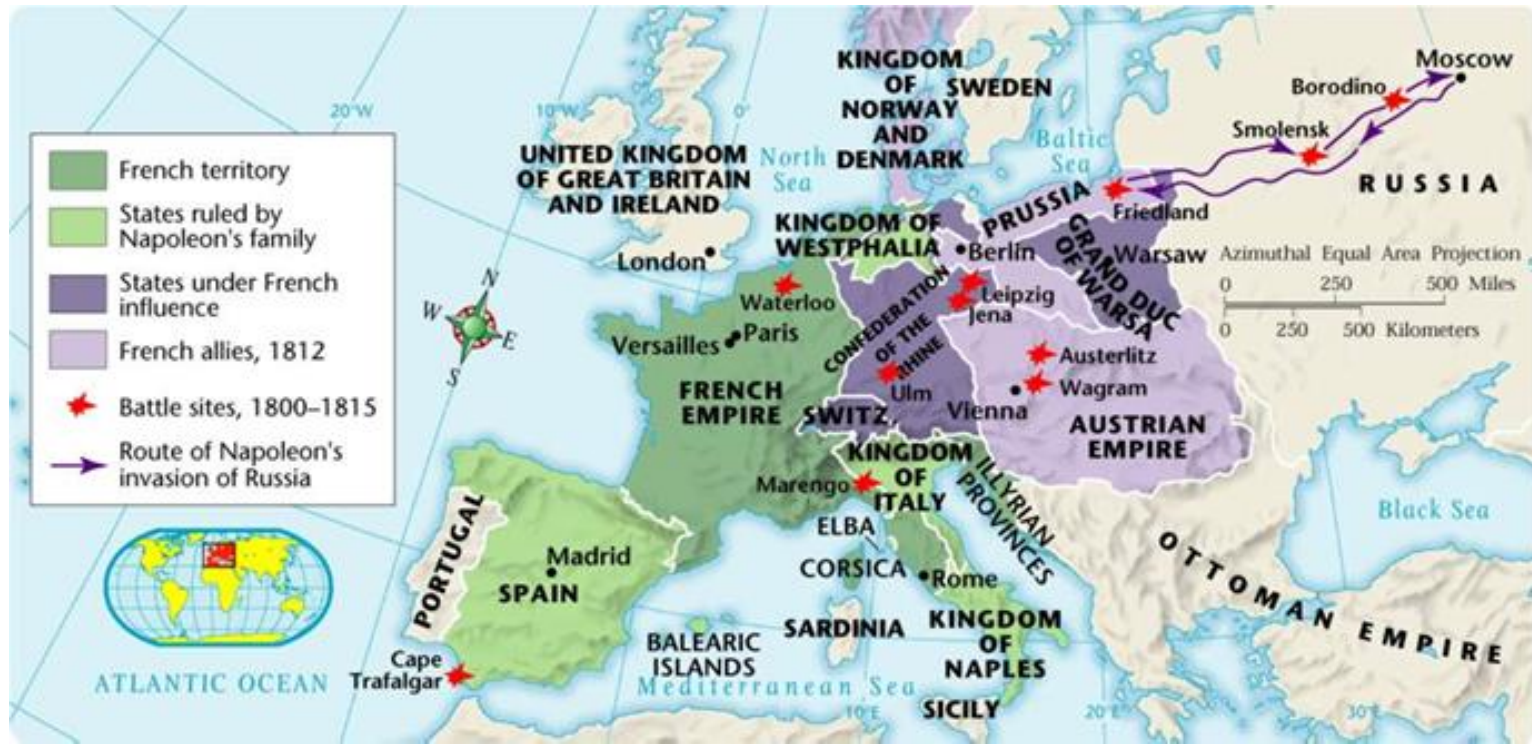 French territory
States ruled by
Napoleon's family
States under French
influence
French allies, 1812
Battle sites, 1800–1815
Route of Napoleon's
invasion of Russia
20°W
10°W
0°
UNITED KINGDOM
OF GREAT BRITAIN
AND IRELAND
London
North
Sea
KINGDOM
OF
NORWAY
AND
DENMARK
SWEDEN
Baltic
Sea
Moscow
Borodino
Smolensk
RUSSIA
PRUSSIA
Friedland
KINGDOM OF
WESTPHALIA
Berlin
GRAND DUC
OF WARSA
Warsaw
Azimuthal Equal Area Projection
0 250 500 Miles
0 250 500 Kilometers
N
W
E
S
Waterloo
Versailles
Paris
FRENCH
EMPIRE
CONFEDERATION
OF THE
RHINE
Leipzig
Jena
Ulm
SWITZ.
Austerlitz
Wagram
Vienna
AUSTRIAN
EMPIRE
KINGDOM
OF
ITALY
Marengo
ILLYRIAN
PROVINCES
ELBA
CORSICA
Rome
SARDINIA
KINGDOM
OF
NAPLES
SICILY
PORTUGAL
Madrid
SPAIN
BALEARIC
ISLANDS
Cape
Trafalgar
ATLANTIC OCEAN
Mediterranean Sea
Black Sea
OTTOMAN EMPIRE
10°E
20°E
30°E